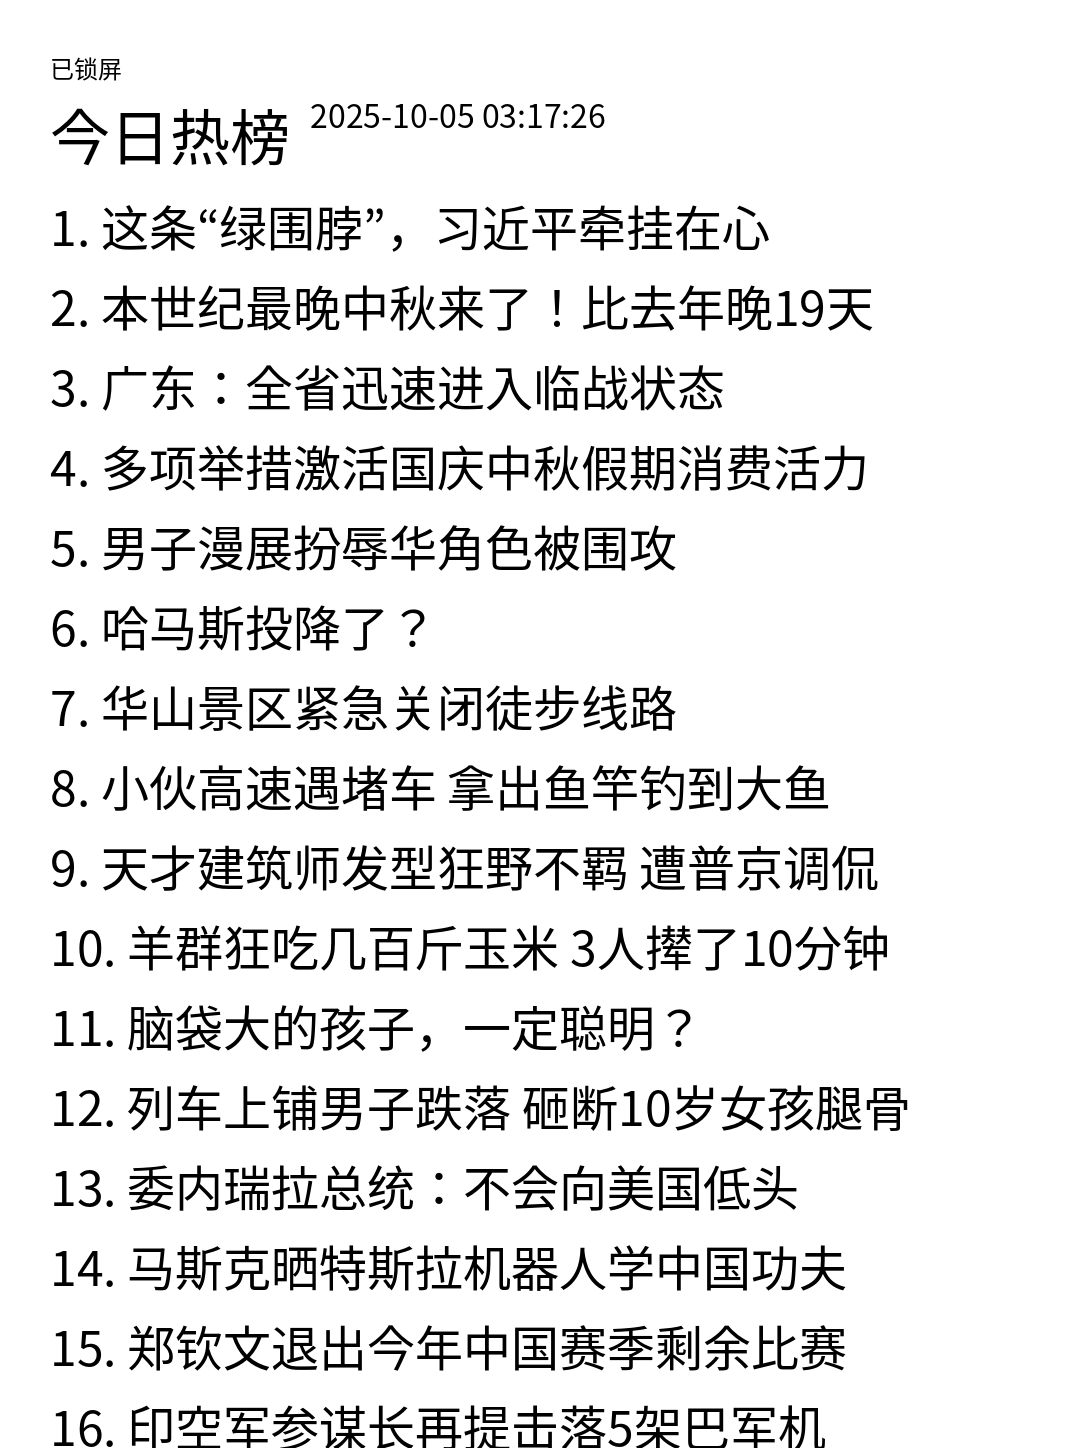 已锁屏
今日热榜 2025-10-05 03:17:26
1. 这条“绿围脖”，习近平牵挂在心
2. 本世纪最晚中秋来了！比去年晚19天
3. 广东：全省迅速进入临战状态
4. 多项举措激活国庆中秋假期消费活力
5. 男子漫展扮辱华角色被围攻
6. 哈马斯投降了？
7. 华山景区紧急关闭徒步线路
8. 小伙高速遇堵车 拿出鱼竿钓到大鱼
9. 天才建筑师发型狂野不羁 遭普京调侃
10. 羊群狂吃几百斤玉米 3人撵了10分钟
11. 脑袋大的孩子，一定聪明？
12. 列车上铺男子跌落 砸断10岁女孩腿骨
13. 委内瑞拉总统：不会向美国低头
14. 马斯克晒特斯拉机器人学中国功夫
15. 郑钦文退出今年中国赛季剩余比赛
16. 印空军参谋长再提击落5架巴军机